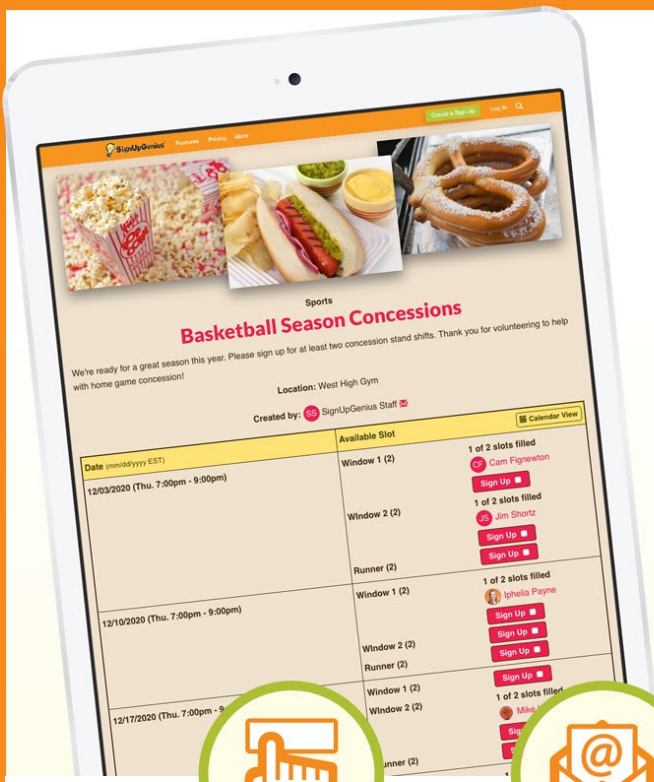 SignUpGenius Features Pricing More Create a Sign Up Log In
Sports
Basketball Season Concessions
We're ready for a great season this year. Please sign up for at least two concession stand shifts. Thank you for volunteering to help
with home game concession!
Location: West High Gym
Created by: SS SignUpGenius Staff
Calendar View
Date (mm/dd/yyyy EST) Available Slot
12/03/2020 (Thu. 7:00pm - 9:00pm) Window 1 (2) 1 of 2 slots filled
CF Cam Fignewton
Sign Up
Window 2 (2) 1 of 2 slots filled
JS Jim Shortz
Sign Up
Runner (2) Sign Up
12/10/2020 (Thu. 7:00pm - 9:00pm) Window 1 (2) 1 of 2 slots filled
Iphelia Payne
Sign Up
Window 2 (2) Sign Up
Runner (2) Sign Up
12/17/2020 (Thu. 7:00pm - Window 1 (2) Sign Up
Window 2 (2) 1 of 2 slots filled
Mike
@